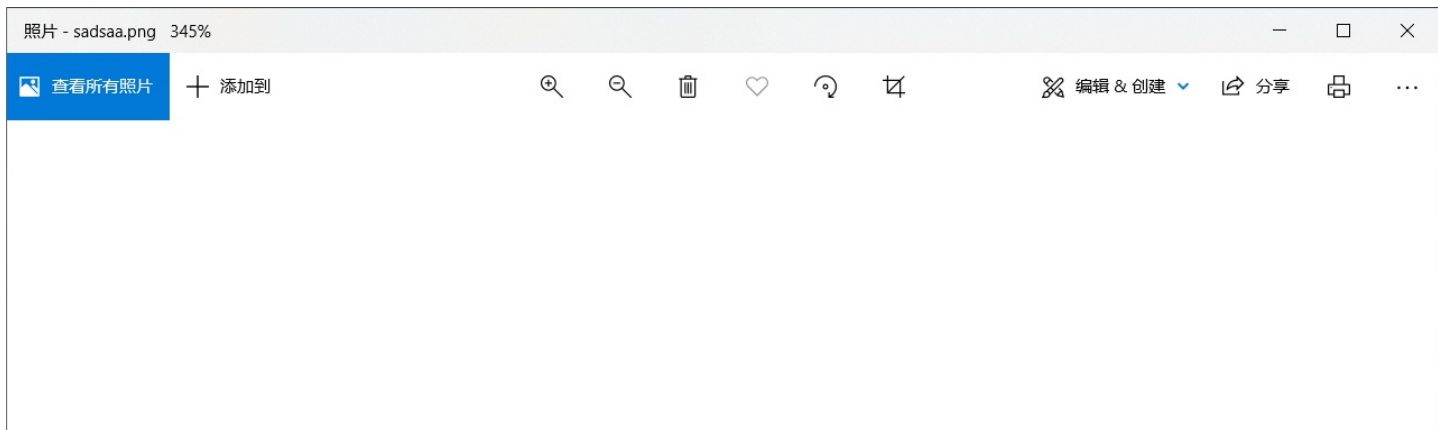 照片 - sadsaa.png 345%
查看所有照片 添加到 编辑 & 创建 分享